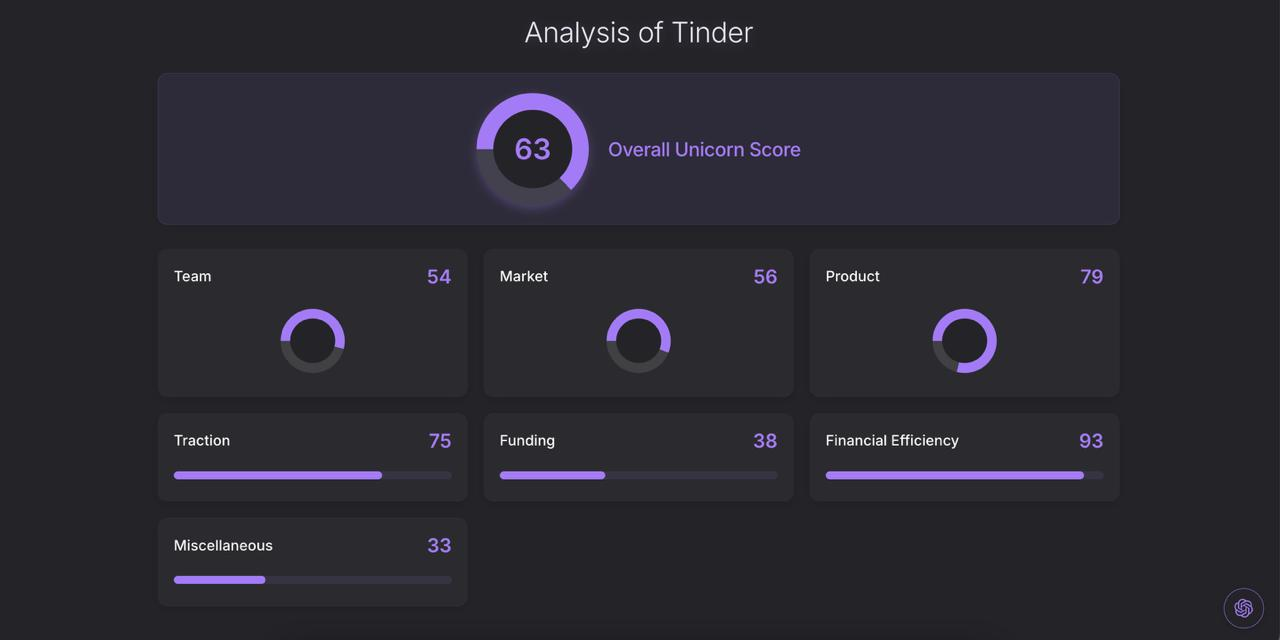 Analysis of Tinder
63
Overall Unicorn Score
Team
54
Market
56
Product
79
Traction
75
Funding
38
Financial Efficiency
93
Miscellaneous
33